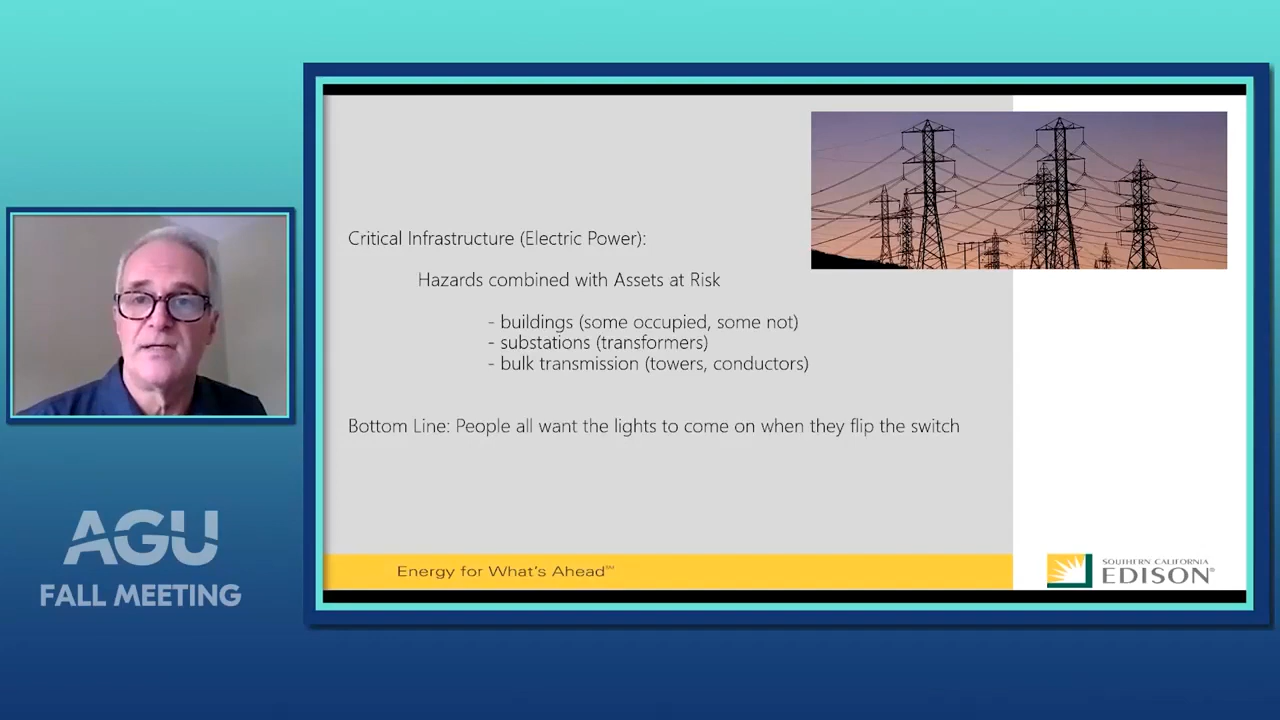 Critical Infrastructure (Electric Power):
Hazards combined with Assets at Risk
- buildings (some occupied, some not)
- substations (transformers)
- bulk transmission (towers, conductors)
Bottom Line: People all want the lights to come on when they flip the switch
AGU
FALL MEETING
Energy for What's Ahead℠
SOUTHERN CALIFORNIA
EDISON®